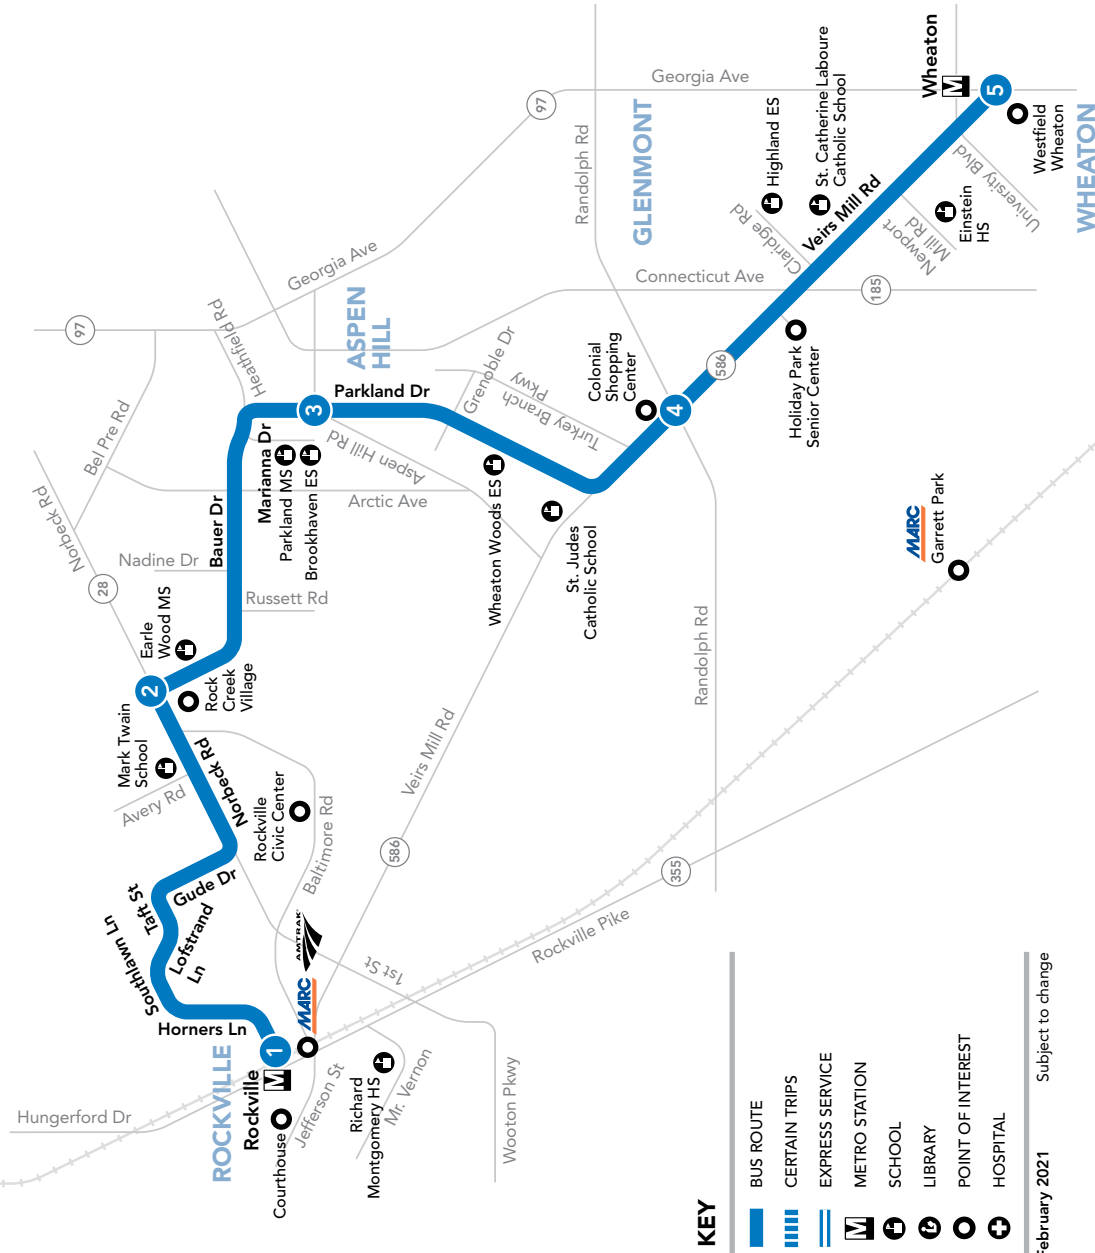 Georgia Ave
97
Randolph Rd
GLENMONT
Wheaton
M
5
Westfield
Wheaton
WHEATON
Highland ES
St. Catherine Laboure
Catholic School
Claridge Rd
Veirs Mill Rd
University Blvd
Einstein
HS
Newport
Mill Rd
Connecticut Ave
185
Georgia Ave
97
Heathfield Rd
ASPEN
HILL
Parkland Dr
3
Grenoble Dr
Turkey Branch
Pkwy
Colonial
Shopping
Center
4
586
Holiday Park
Senior Center
Bel Pre Rd
Norbeck Rd
28
Nadine Dr
Bauer Dr
Marianna Dr
Parkland MS
Brookhaven ES
Aspen Hill Rd
Arctic Ave
Russett Rd
Wheaton Woods ES
St. Judes
Catholic School
MARC
Garrett Park
Earle
Wood MS
2
Rock
Creek
Village
Mark Twain
School
Avery Rd
Norbeck Rd
Rockville
Civic Center
Baltimore Rd
Veirs Mill Rd
586
Randolph Rd
355
Rockville Pike
Taft St
Gude Dr
Southlawn Ln
Lofstrand
Ln
Horners Ln
AMTRAK
MARC
1st St
1
ROCKVILLE
Rockville
M
Courthouse
Hungerford Dr
Jefferson St
Richard
Montgomery HS
Mr. Vernon
Wooton Pkwy
KEY
BUS ROUTE
CERTAIN TRIPS
EXPRESS SERVICE
M METRO STATION
SCHOOL
LIBRARY
POINT OF INTEREST
HOSPITAL
February 2021 Subject to change